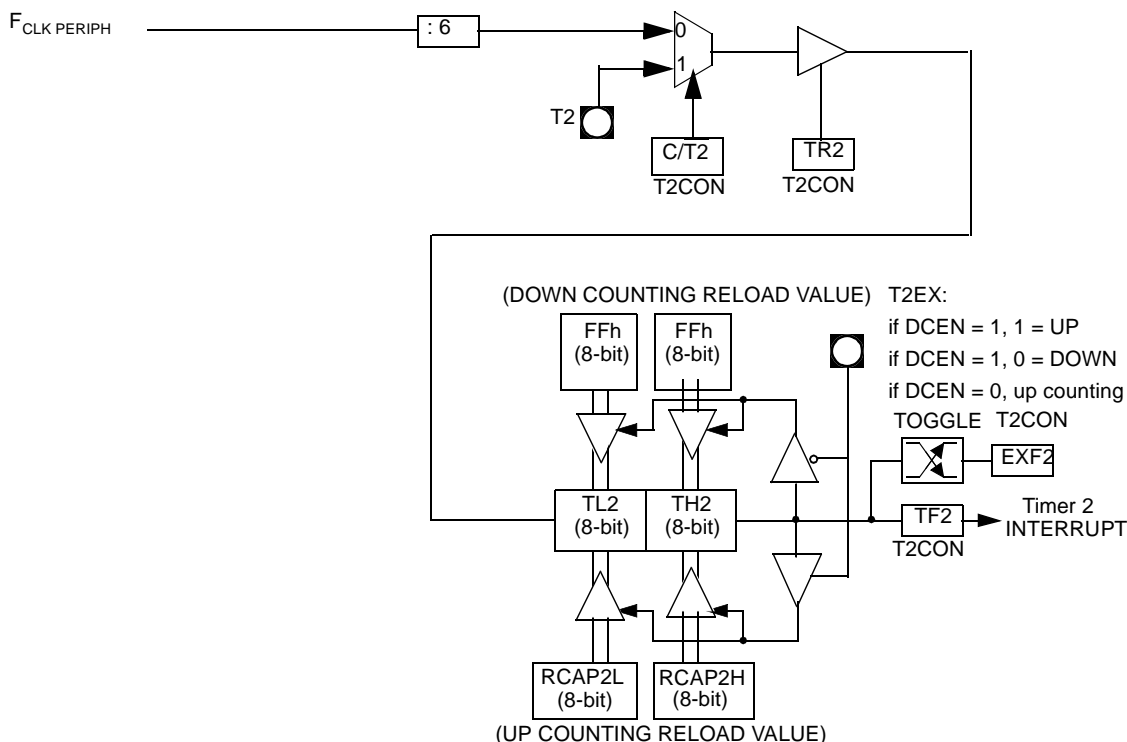 FCLK PERIPH
: 6
0
1
T2
C/T2
TR2
T2CON
T2CON
(DOWN COUNTING RELOAD VALUE)
T2EX:
if DCEN = 1, 1 = UP
if DCEN = 1, 0 = DOWN
if DCEN = 0, up counting
FFh
(8-bit)
FFh
(8-bit)
TOGGLE
T2CON
EXF2
TL2
(8-bit)
TH2
(8-bit)
TF2
T2CON
Timer 2
INTERRUPT
RCAP2L
(8-bit)
RCAP2H
(8-bit)
(UP COUNTING RELOAD VALUE)